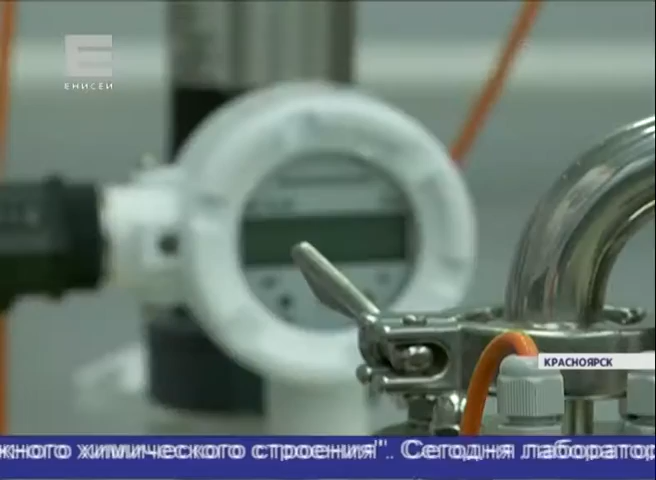 Е
ЕНИСЕЙ
КРАСНОЯРСК
жного химического строения". Сегодня лаборатор